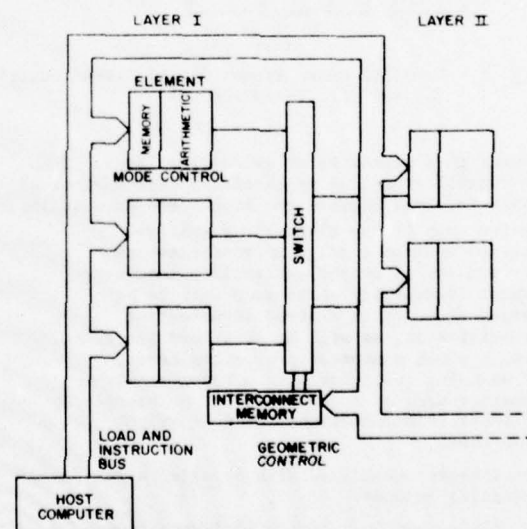 LAYER I
LAYER II
ELEMENT
MEMORY
ARITHMETIC
MODE CONTROL
SWITCH
INTERCONNECT
MEMORY
LOAD AND
INSTRUCTION
BUS
GEOMETRIC
CONTROL
HOST
COMPUTER